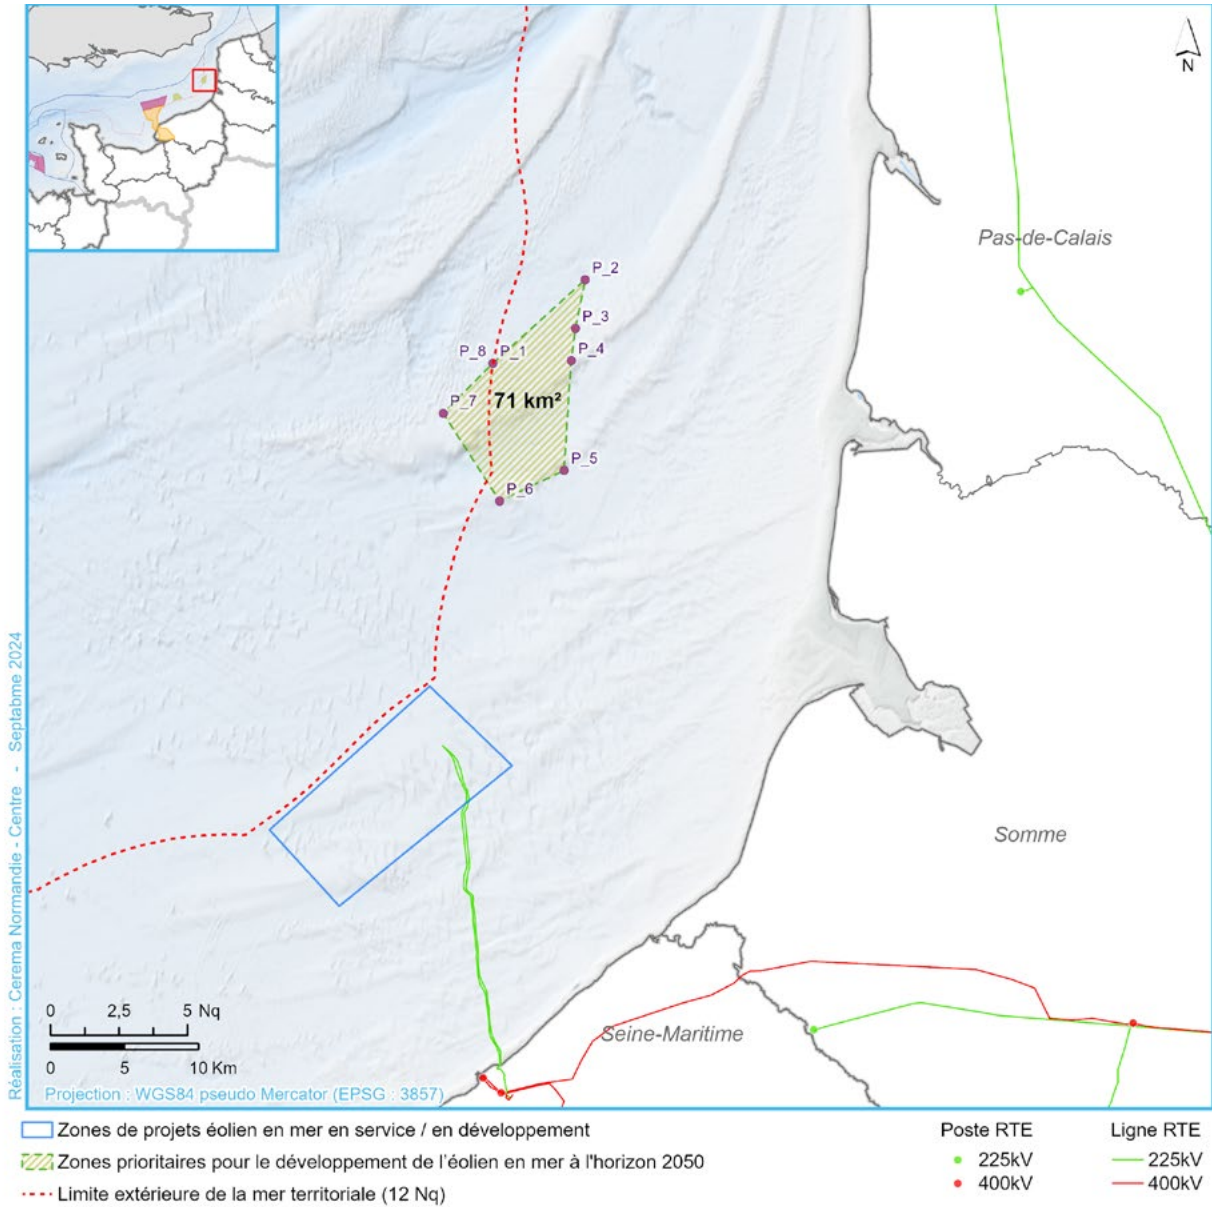 N
Pas-de-Calais
P_2
P_3
P_8 P_1
P_4
71 km²
P_7
P_5
P_6
Somme
Seine-Maritime
0 2,5 5 Nq
0 5 10 Km
Projection : WGS84 pseudo Mercator (EPSG : 3857)
Réalisation : Cerema Normandie - Centre - Septabme 2024
Zones de projets éolien en mer en service / en développement
Zones prioritaires pour le développement de l'éolien en mer à l'horizon 2050
Limite extérieure de la mer territoriale (12 Nq)
Poste RTE
225kV
400kV
Ligne RTE
225kV
400kV